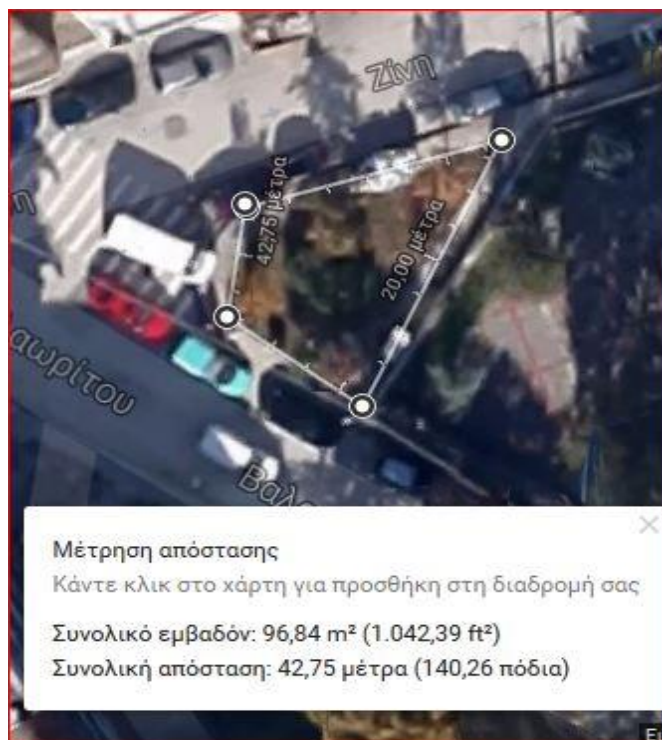 Ζίνη
42,75 μέτρα
20,00 μέτρα
αωρίτου
Βαλα
Μέτρηση απόστασης
Κάντε κλικ στο χάρτη για προσθήκη στη διαδρομή σας
Συνολικό εμβαδόν: 96,84 m² (1.042,39 ft²)
Συνολική απόσταση: 42,75 μέτρα (140,26 πόδια)